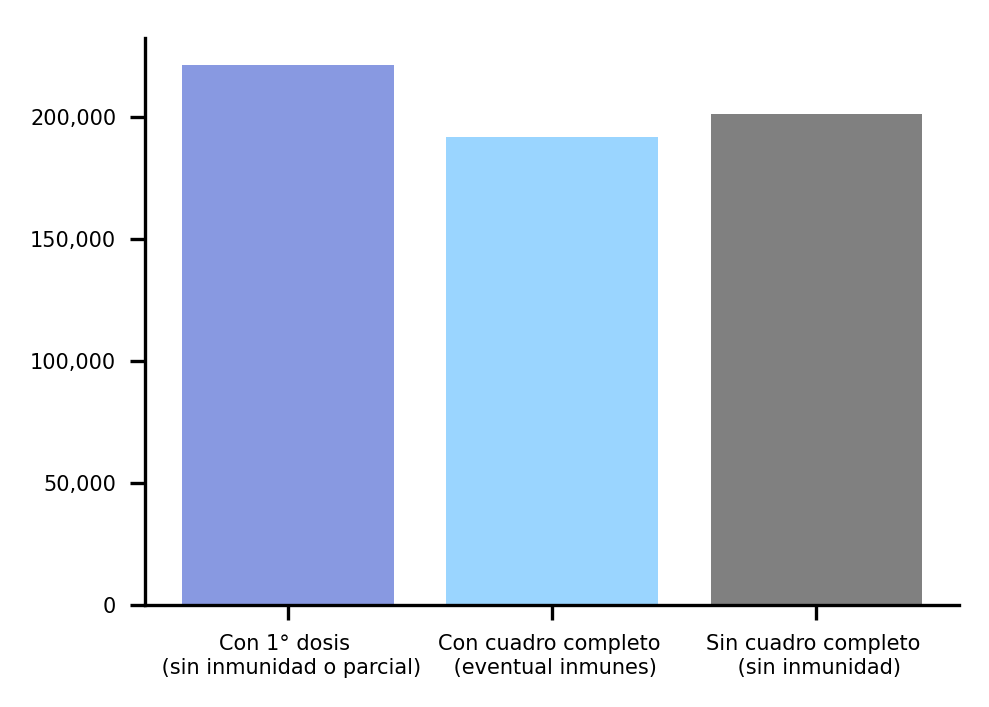 200,000
150,000
100,000
50,000
0
Con 1° dosis
(sin inmunidad o parcial)
Con cuadro completo
(eventual inmunes)
Sin cuadro completo
(sin inmunidad)